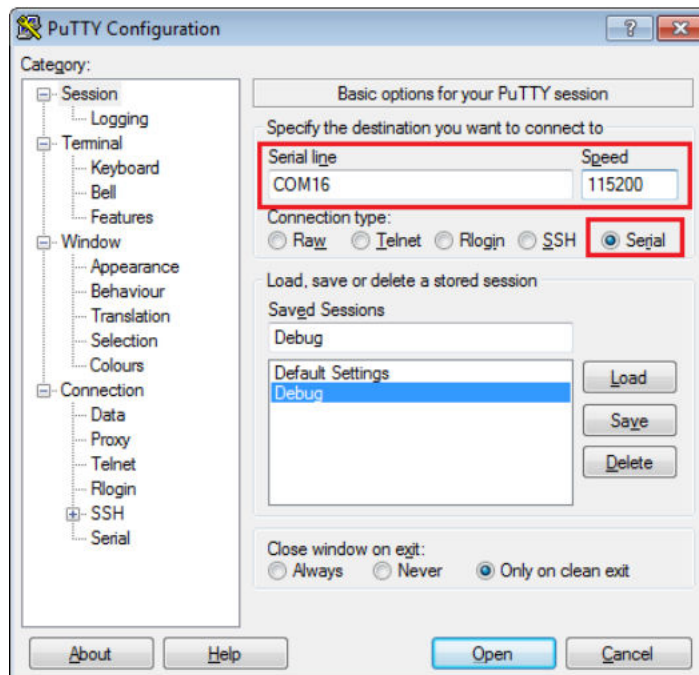 PuTTY Configuration
Category:
Session
Logging
Terminal
Keyboard
Bell
Features
Window
Appearance
Behaviour
Translation
Selection
Colours
Connection
Data
Proxy
Telnet
Rlogin
SSH
Serial
Basic options for your PuTTY session
Specify the destination you want to connect to
Serial line Speed
COM16 115200
Connection type:
Raw Telnet Rlogin SSH Serial
Load, save or delete a stored session
Saved Sessions
Debug
Default Settings
Debug
Load
Save
Delete
Close window on exit:
Always Never Only on clean exit
About Help Open Cancel